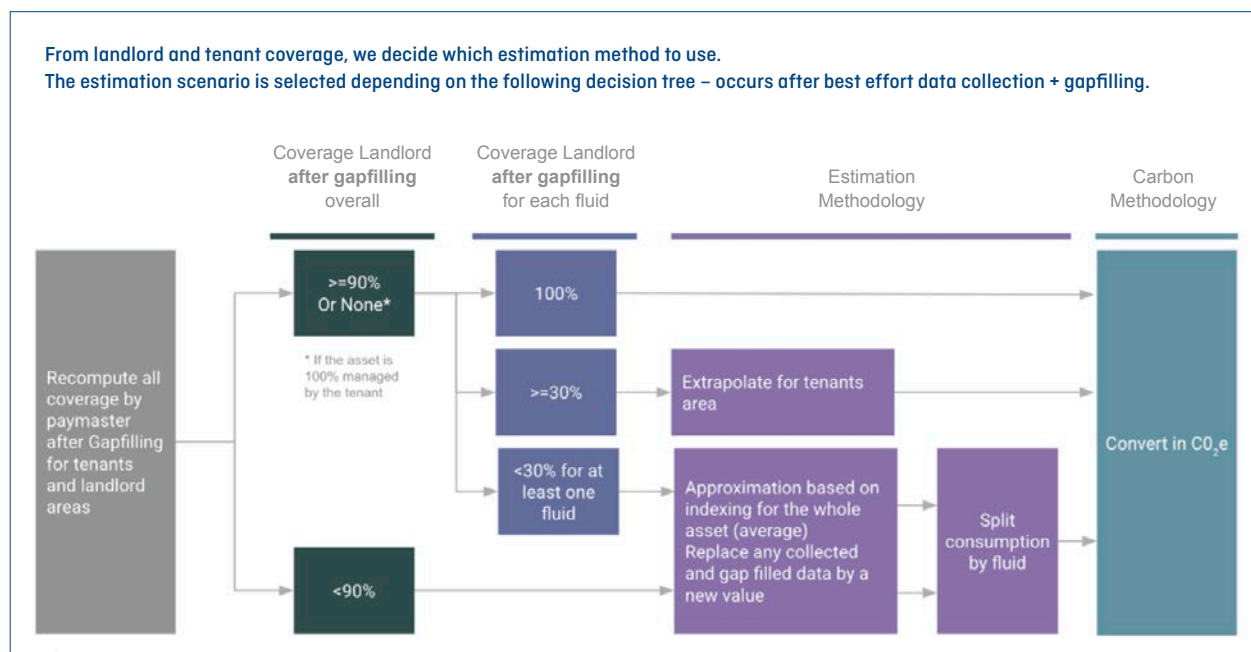 From landlord and tenant coverage, we decide which estimation method to use.
The estimation scenario is selected depending on the following decision tree – occurs after best effort data collection + gapfilling.
Coverage Landlord
after gapfilling
overall
Coverage Landlord
after gapfilling
for each fluid
Estimation
Methodology
Carbon
Methodology
Recompute all
coverage by
paymaster
after Gapfilling
for tenants
and landlord
areas
>=90%
Or None*
* If the asset is
100% managed
by the tenant
<90%
100%
>=30%
<30% for at
least one
fluid
Extrapolate for tenants
area
Approximation based on
indexing for the whole
asset (average)
Replace any collected
and gap filled data by a
new value
Split
consumption
by fluid
Convert in C0₂e